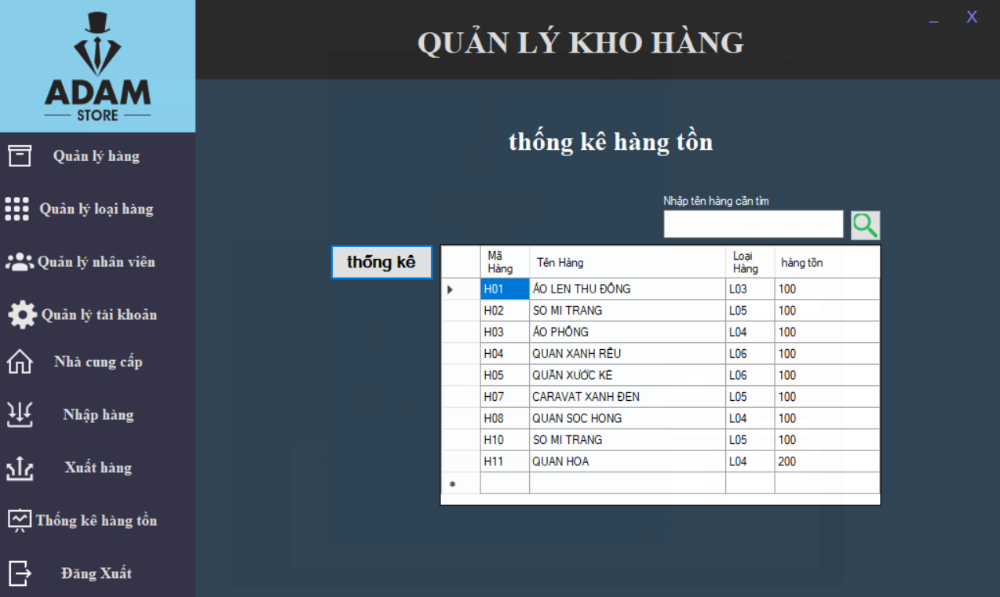 ADAM
STORE
QUẢN LÝ KHO HÀNG
_ X
Quản lý hàng
Quản lý loại hàng
Quản lý nhân viên
Quản lý tài khoản
Nhà cung cấp
Nhập hàng
Xuất hàng
Thống kê hàng tồn
Đăng Xuất
thống kê hàng tồn
Nhập tên hàng cần tìm
thống kê
Mã Hàng Tên Hàng Loại Hàng hàng tồn
H01 ÁO LEN THU ĐÔNG L03 100
H02 SO MI TRANG L05 100
H03 ÁO PHÔNG L04 100
H04 QUAN XANH RÊU L06 100
H05 QUẦN XƯỚC KẺ L06 100
H07 CARAVAT XANH ĐEN L05 100
H08 QUAN SOC HONG L04 100
H10 SO MI TRANG L05 100
H11 QUAN HOA L04 200